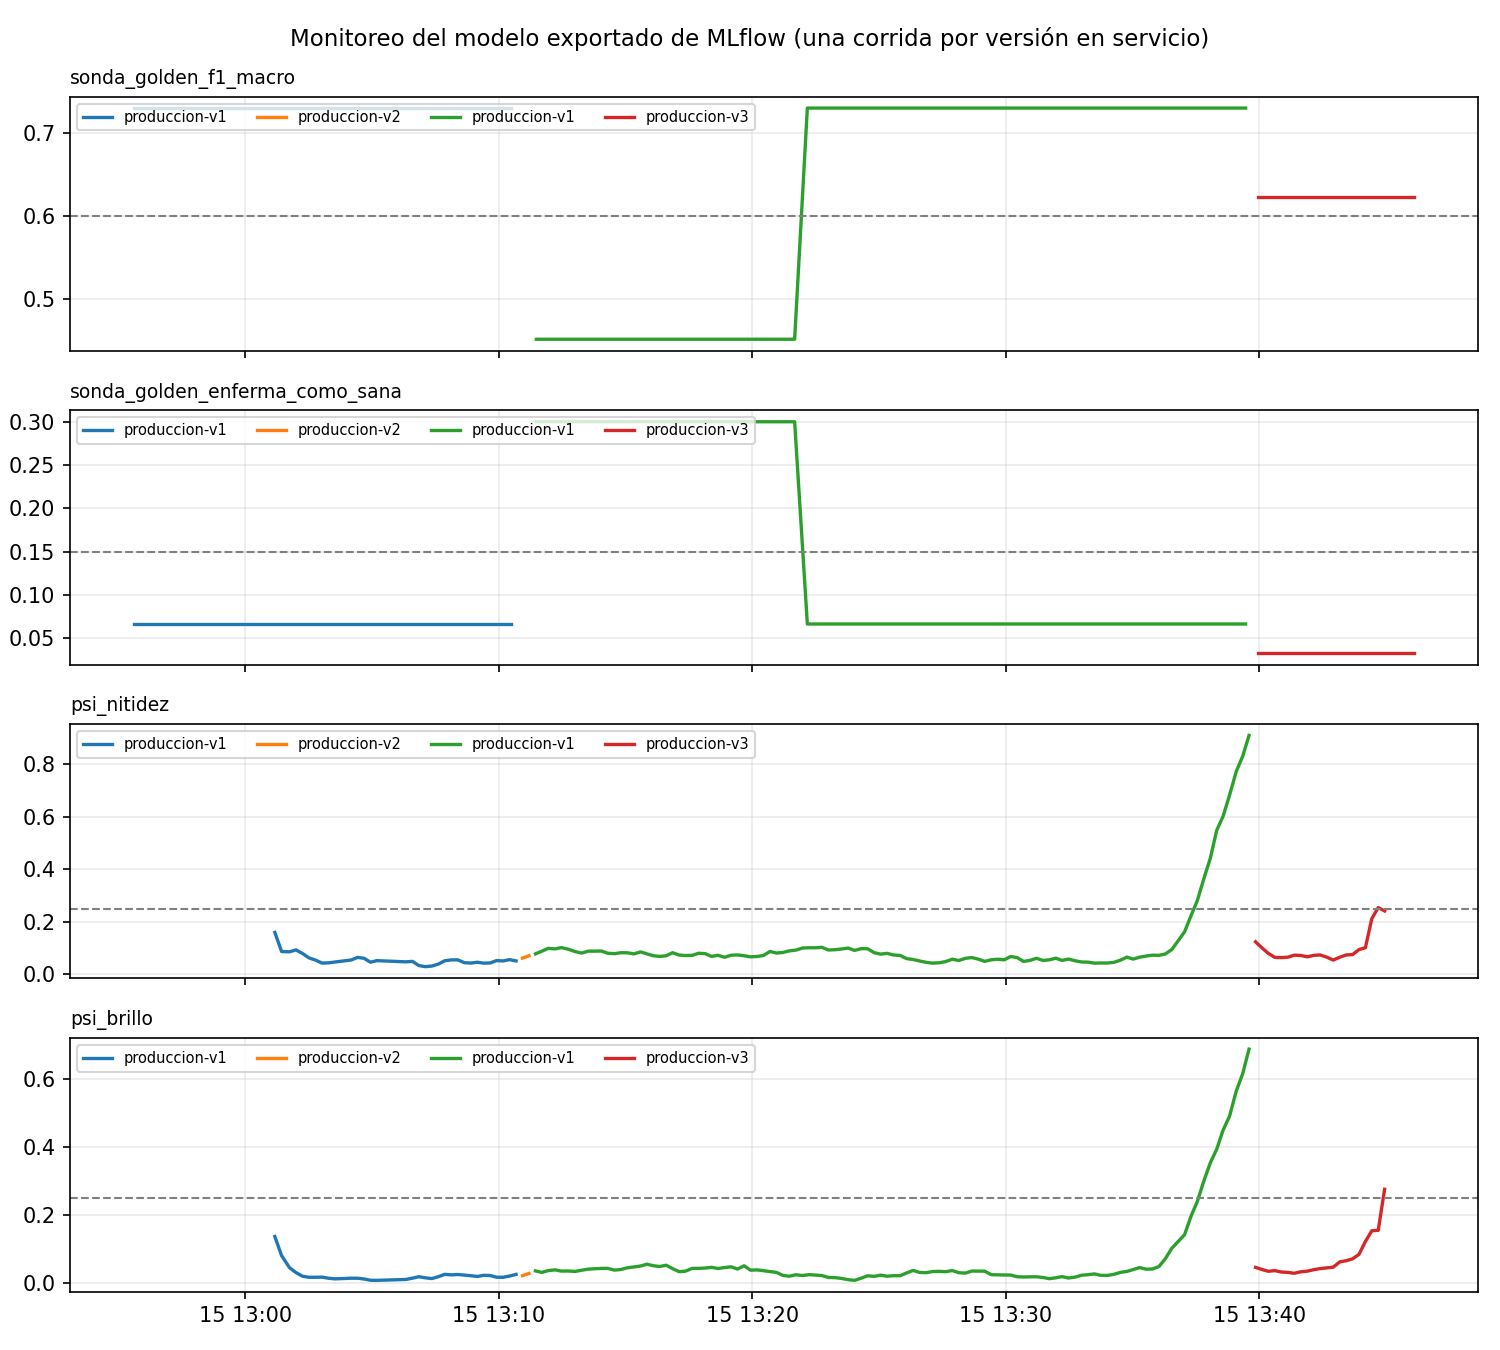 Monitoreo del modelo exportado de MLflow (una corrida por versión en servicio)
sonda_golden_f1_macro
produccion-v1 produccion-v2 produccion-v1 produccion-v3
0.7
0.6
0.5
sonda_golden_enferma_como_sana
produccion-v1 produccion-v2 produccion-v1 produccion-v3
0.30
0.25
0.20
0.15
0.10
0.05
psi_nitidez
produccion-v1 produccion-v2 produccion-v1 produccion-v3
0.8
0.6
0.4
0.2
0.0
psi_brillo
produccion-v1 produccion-v2 produccion-v1 produccion-v3
0.6
0.4
0.2
0.0
15 13:00 15 13:10 15 13:20 15 13:30 15 13:40